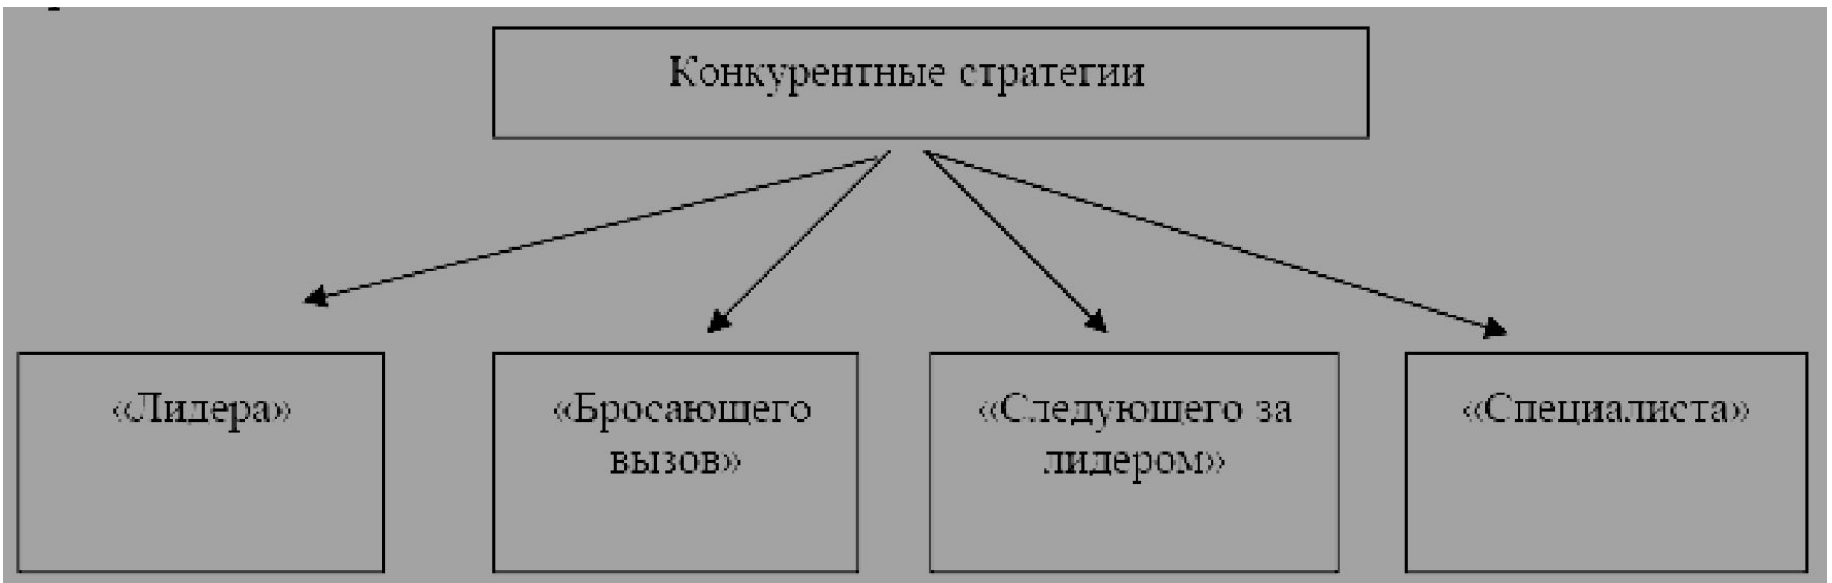 Конкурентные стратегии
«Лидера»
«Бросающего
вызов»
«Следующего за
лидером»
«Специалиста»